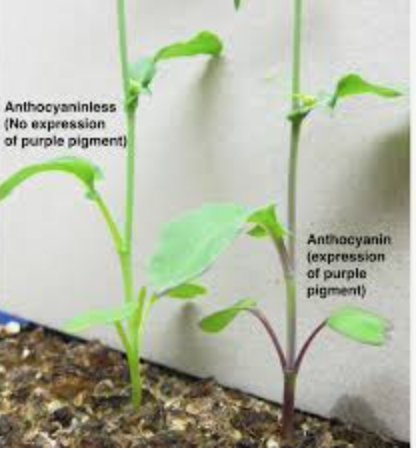 Anthocyaninless
(No expression
of purple pigment)
Anthocyanin
(expression
of purple
pigment)